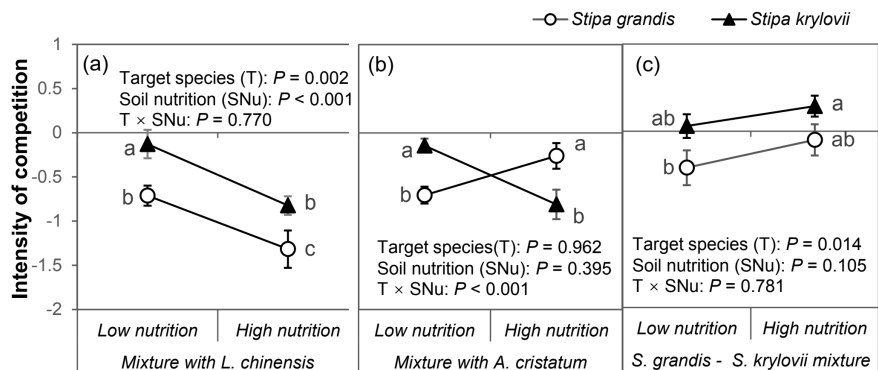 Stipa grandis Stipa krylovii
Intensity of competition
1
0.5
0
-0.5
-1
-1.5
-2
(a)
Target species (T): P = 0.002
Soil nutrition (SNu): P < 0.001
T × SNu: P = 0.770
a
b
b
c
Low nutrition High nutrition
Mixture with L. chinensis
(b)
a
a
b
b
Target species(T): P = 0.962
Soil nutrition (SNu): P = 0.395
T × SNu: P < 0.001
Low nutrition High nutrition
Mixture with A. cristatum
(c)
ab
a
ab
b
Target species (T): P = 0.014
Soil nutrition (SNu): P = 0.105
T × SNu: P = 0.781
Low nutrition High nutrition
S. grandis - S. krylovii mixture